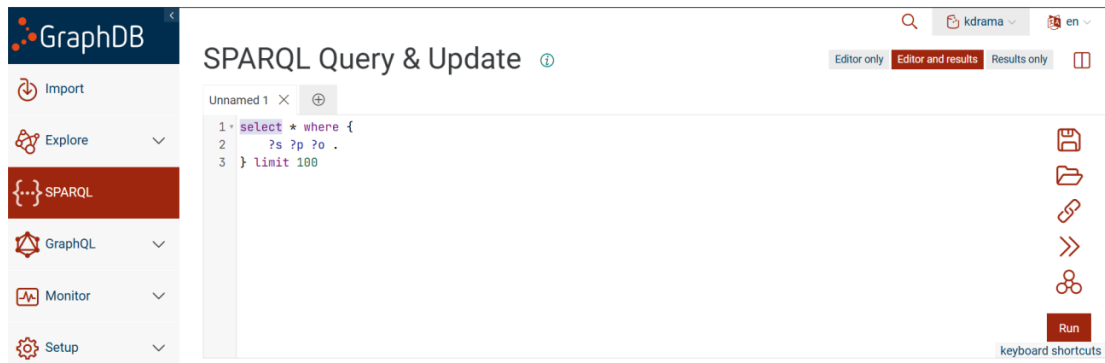 GraphDB
kdrama
en
SPARQL Query & Update
Editor only
Editor and results
Results only
Import
Explore
SPARQL
GraphQL
Monitor
Setup
Unnamed 1
1 select * where {
2 ?s ?p ?o .
3 } limit 100
Run
keyboard shortcuts